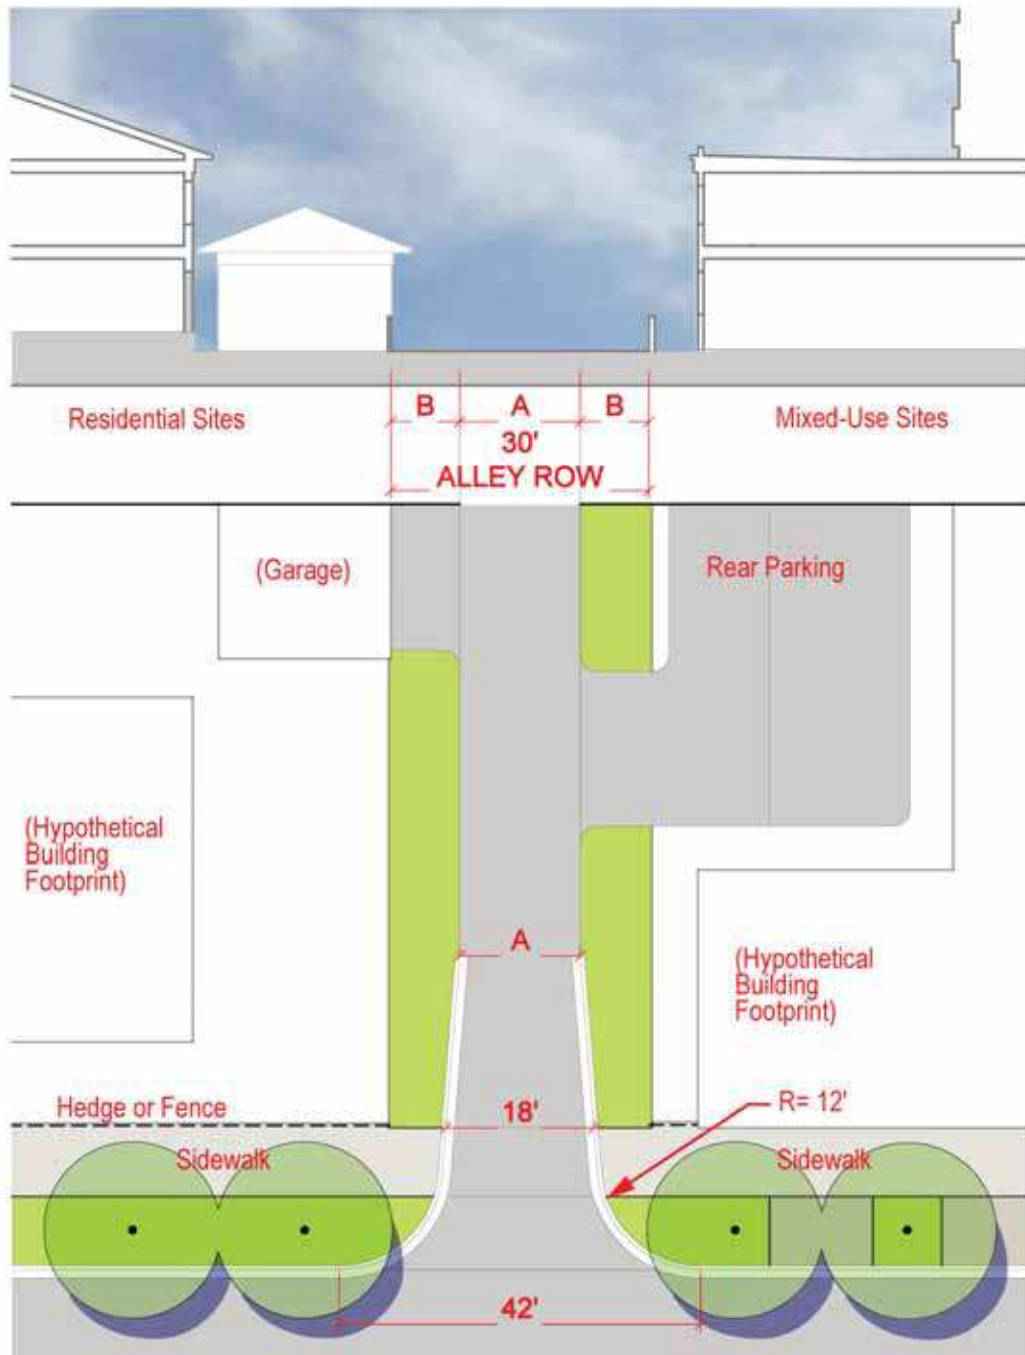 B
A
B
Residential Sites
Mixed-Use Sites
30'
ALLEY ROW
(Garage)
Rear Parking
(Hypothetical
Building
Footprint)
A
(Hypothetical
Building
Footprint)
Hedge or Fence
18'
R= 12'
Sidewalk
Sidewalk
42'